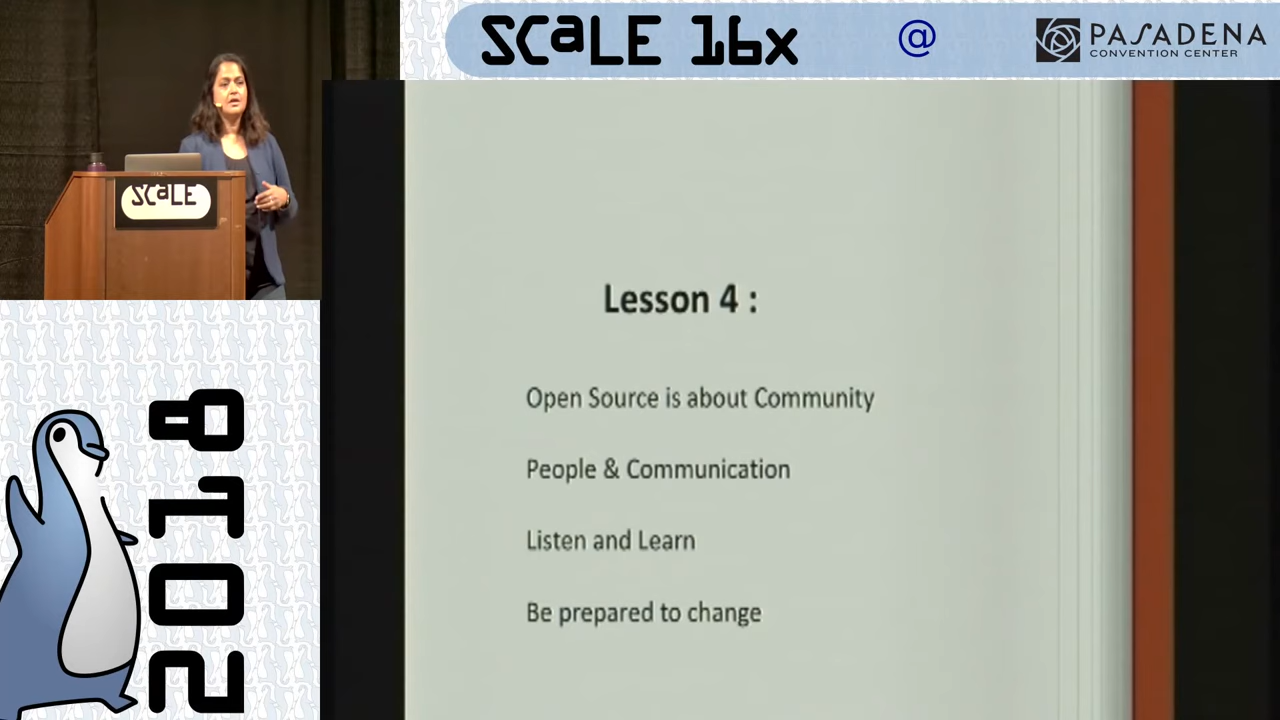 SCALE 16x
@
PASADENA
CONVENTION CENTER
SCALE
Lesson 4 :
Open Source is about Community
People & Communication
Listen and Learn
Be prepared to change
2018